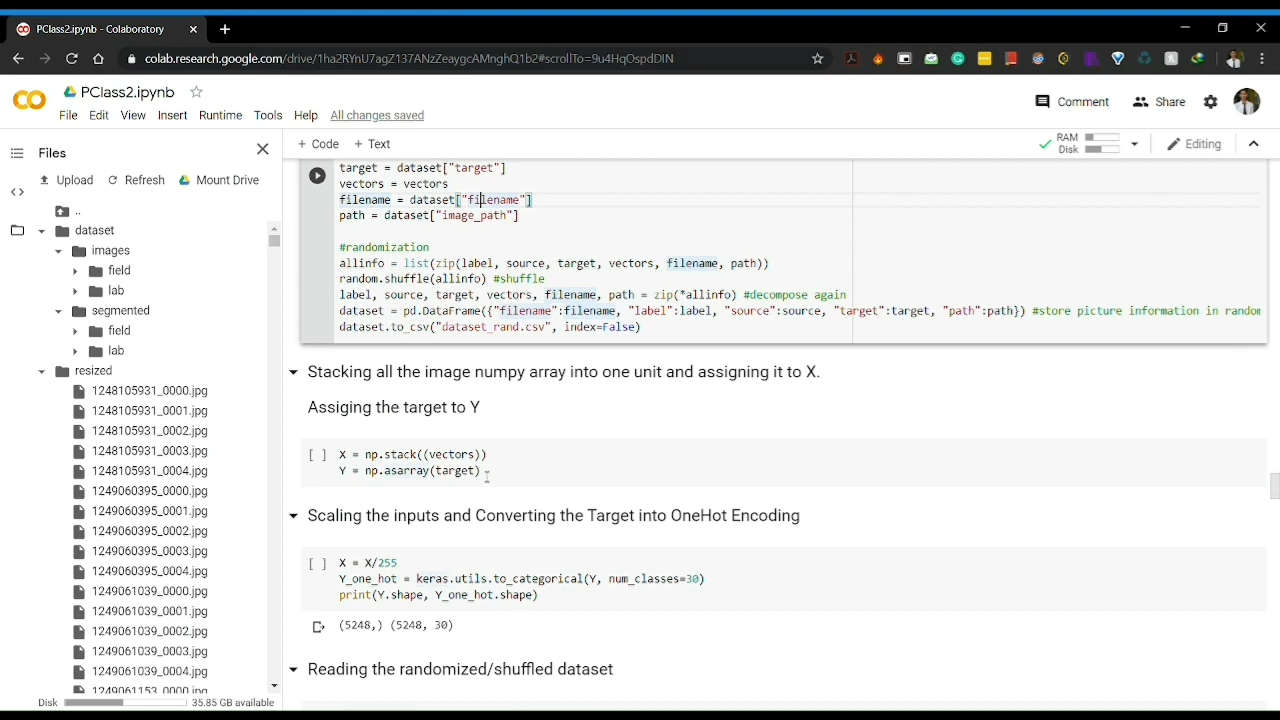 PClass2.ipynb - Colaboratory
colab.research.google.com/drive/1ha2RYnU7agZ137ANzZeaygcAMnghQ1b2#scrollTo=9u4HqOspdDIN
PClass2.ipynb
File Edit View Insert Runtime Tools Help All changes saved
Comment Share
Files
+ Code + Text
RAM
Disk
Editing
Upload Refresh Mount Drive
..
dataset
images
field
lab
segmented
field
lab
resized
1248105931_0000.jpg
1248105931_0001.jpg
1248105931_0002.jpg
1248105931_0003.jpg
1248105931_0004.jpg
1249060395_0000.jpg
1249060395_0001.jpg
1249060395_0002.jpg
1249060395_0003.jpg
1249060395_0004.jpg
1249061039_0000.jpg
1249061039_0001.jpg
1249061039_0002.jpg
1249061039_0003.jpg
1249061039_0004.jpg
1249061153_0000.jpg
Disk 35.85 GB available
target = dataset["target"]
vectors = vectors
filename = dataset["filename"]
path = dataset["image_path"]
#randomization
allinfo = list(zip(label, source, target, vectors, filename, path))
random.shuffle(allinfo) #shuffle
label, source, target, vectors, filename, path = zip(*allinfo) #decompose again
dataset = pd.DataFrame({"filename":filename, "label":label, "source":source, "target":target, "path":path}) #store picture information in random
dataset.to_csv("dataset_rand.csv", index=False)
Stacking all the image numpy array into one unit and assigning it to X.
Assiging the target to Y
[ ] X = np.stack((vectors))
Y = np.asarray(target)
Scaling the inputs and Converting the Target into OneHot Encoding
[ ] X = X/255
Y_one_hot = keras.utils.to_categorical(Y, num_classes=30)
print(Y.shape, Y_one_hot.shape)
(5248,) (5248, 30)
Reading the randomized/shuffled dataset